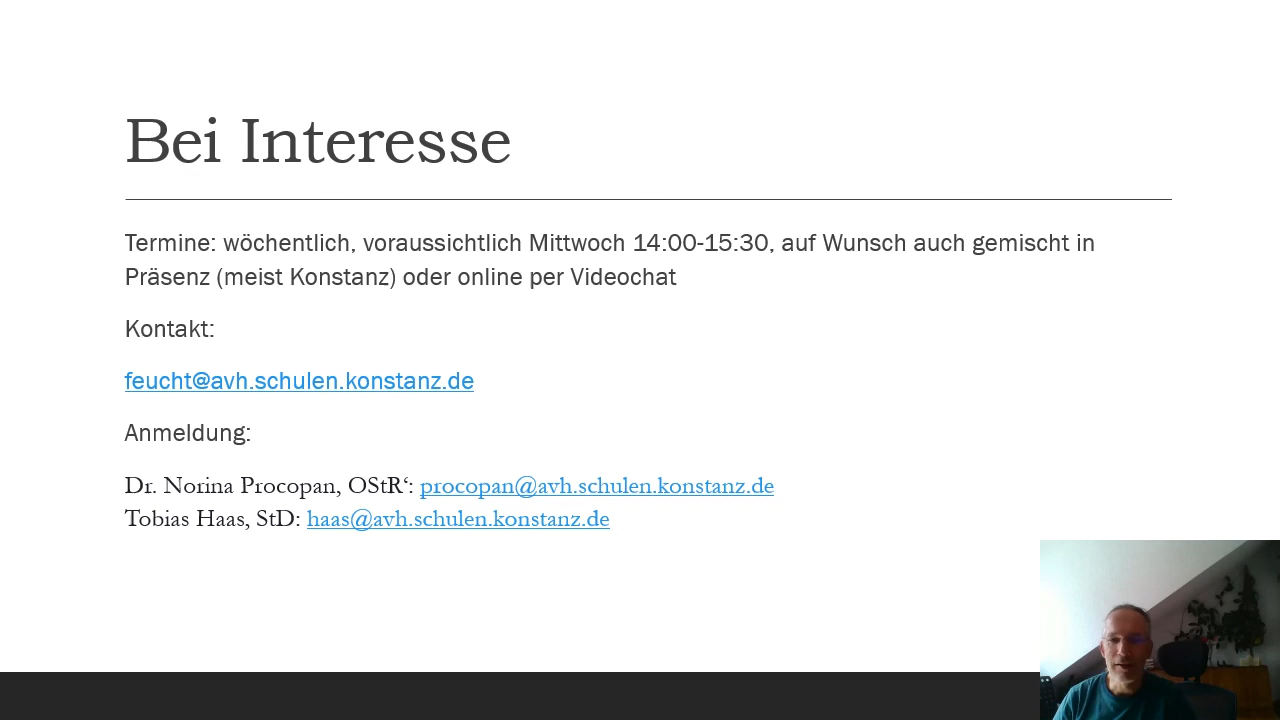 Bei Interesse
Termine: wöchentlich, voraussichtlich Mittwoch 14:00-15:30, auf Wunsch auch gemischt in
Präsenz (meist Konstanz) oder online per Videochat
Kontakt:
feucht@avh.schulen.konstanz.de
Anmeldung:
Dr. Norina Procopan, OStR‘: procopan@avh.schulen.konstanz.de
Tobias Haas, StD: haas@avh.schulen.konstanz.de